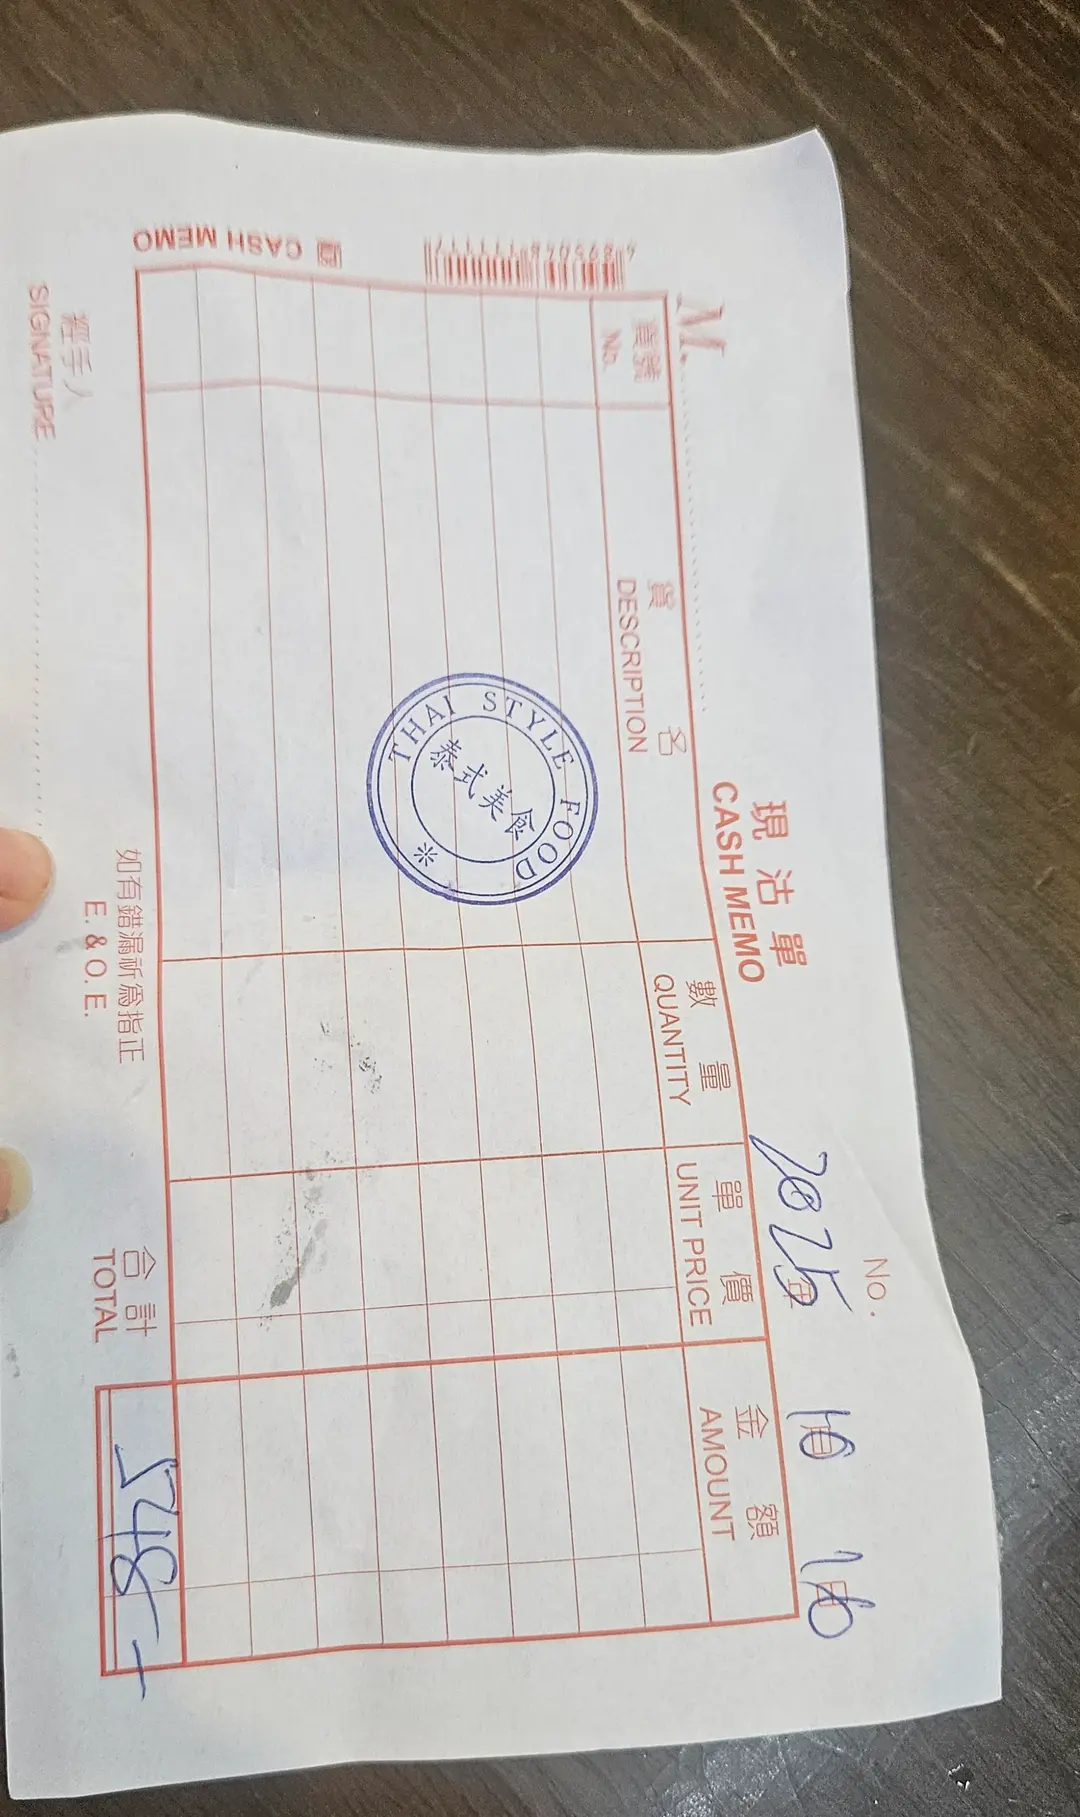 No.
現沽單
CASH MEMO
2025年 10月 日
M.
貨號 貨名 數量 單價 金額
No. DESCRIPTION QUANTITY UNIT PRICE AMOUNT
THAI STYLE FOOD
泰式美食
CASH MEMO
如有錯漏祈爲指正
E. & O. E.
合計
TOTAL
548-
經手人
SIGNATURE